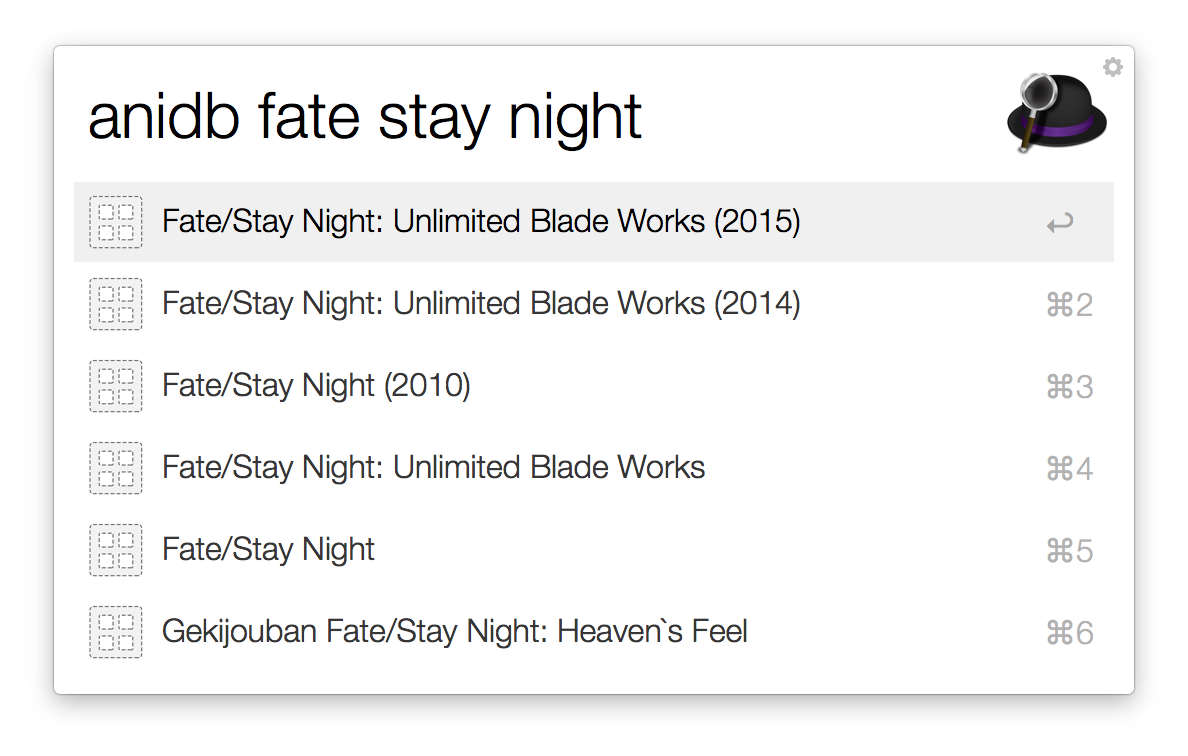 anidb fate stay night
Fate/Stay Night: Unlimited Blade Works (2015) ↩
Fate/Stay Night: Unlimited Blade Works (2014) ⌘2
Fate/Stay Night (2010) ⌘3
Fate/Stay Night: Unlimited Blade Works ⌘4
Fate/Stay Night ⌘5
Gekijouban Fate/Stay Night: Heaven`s Feel ⌘6